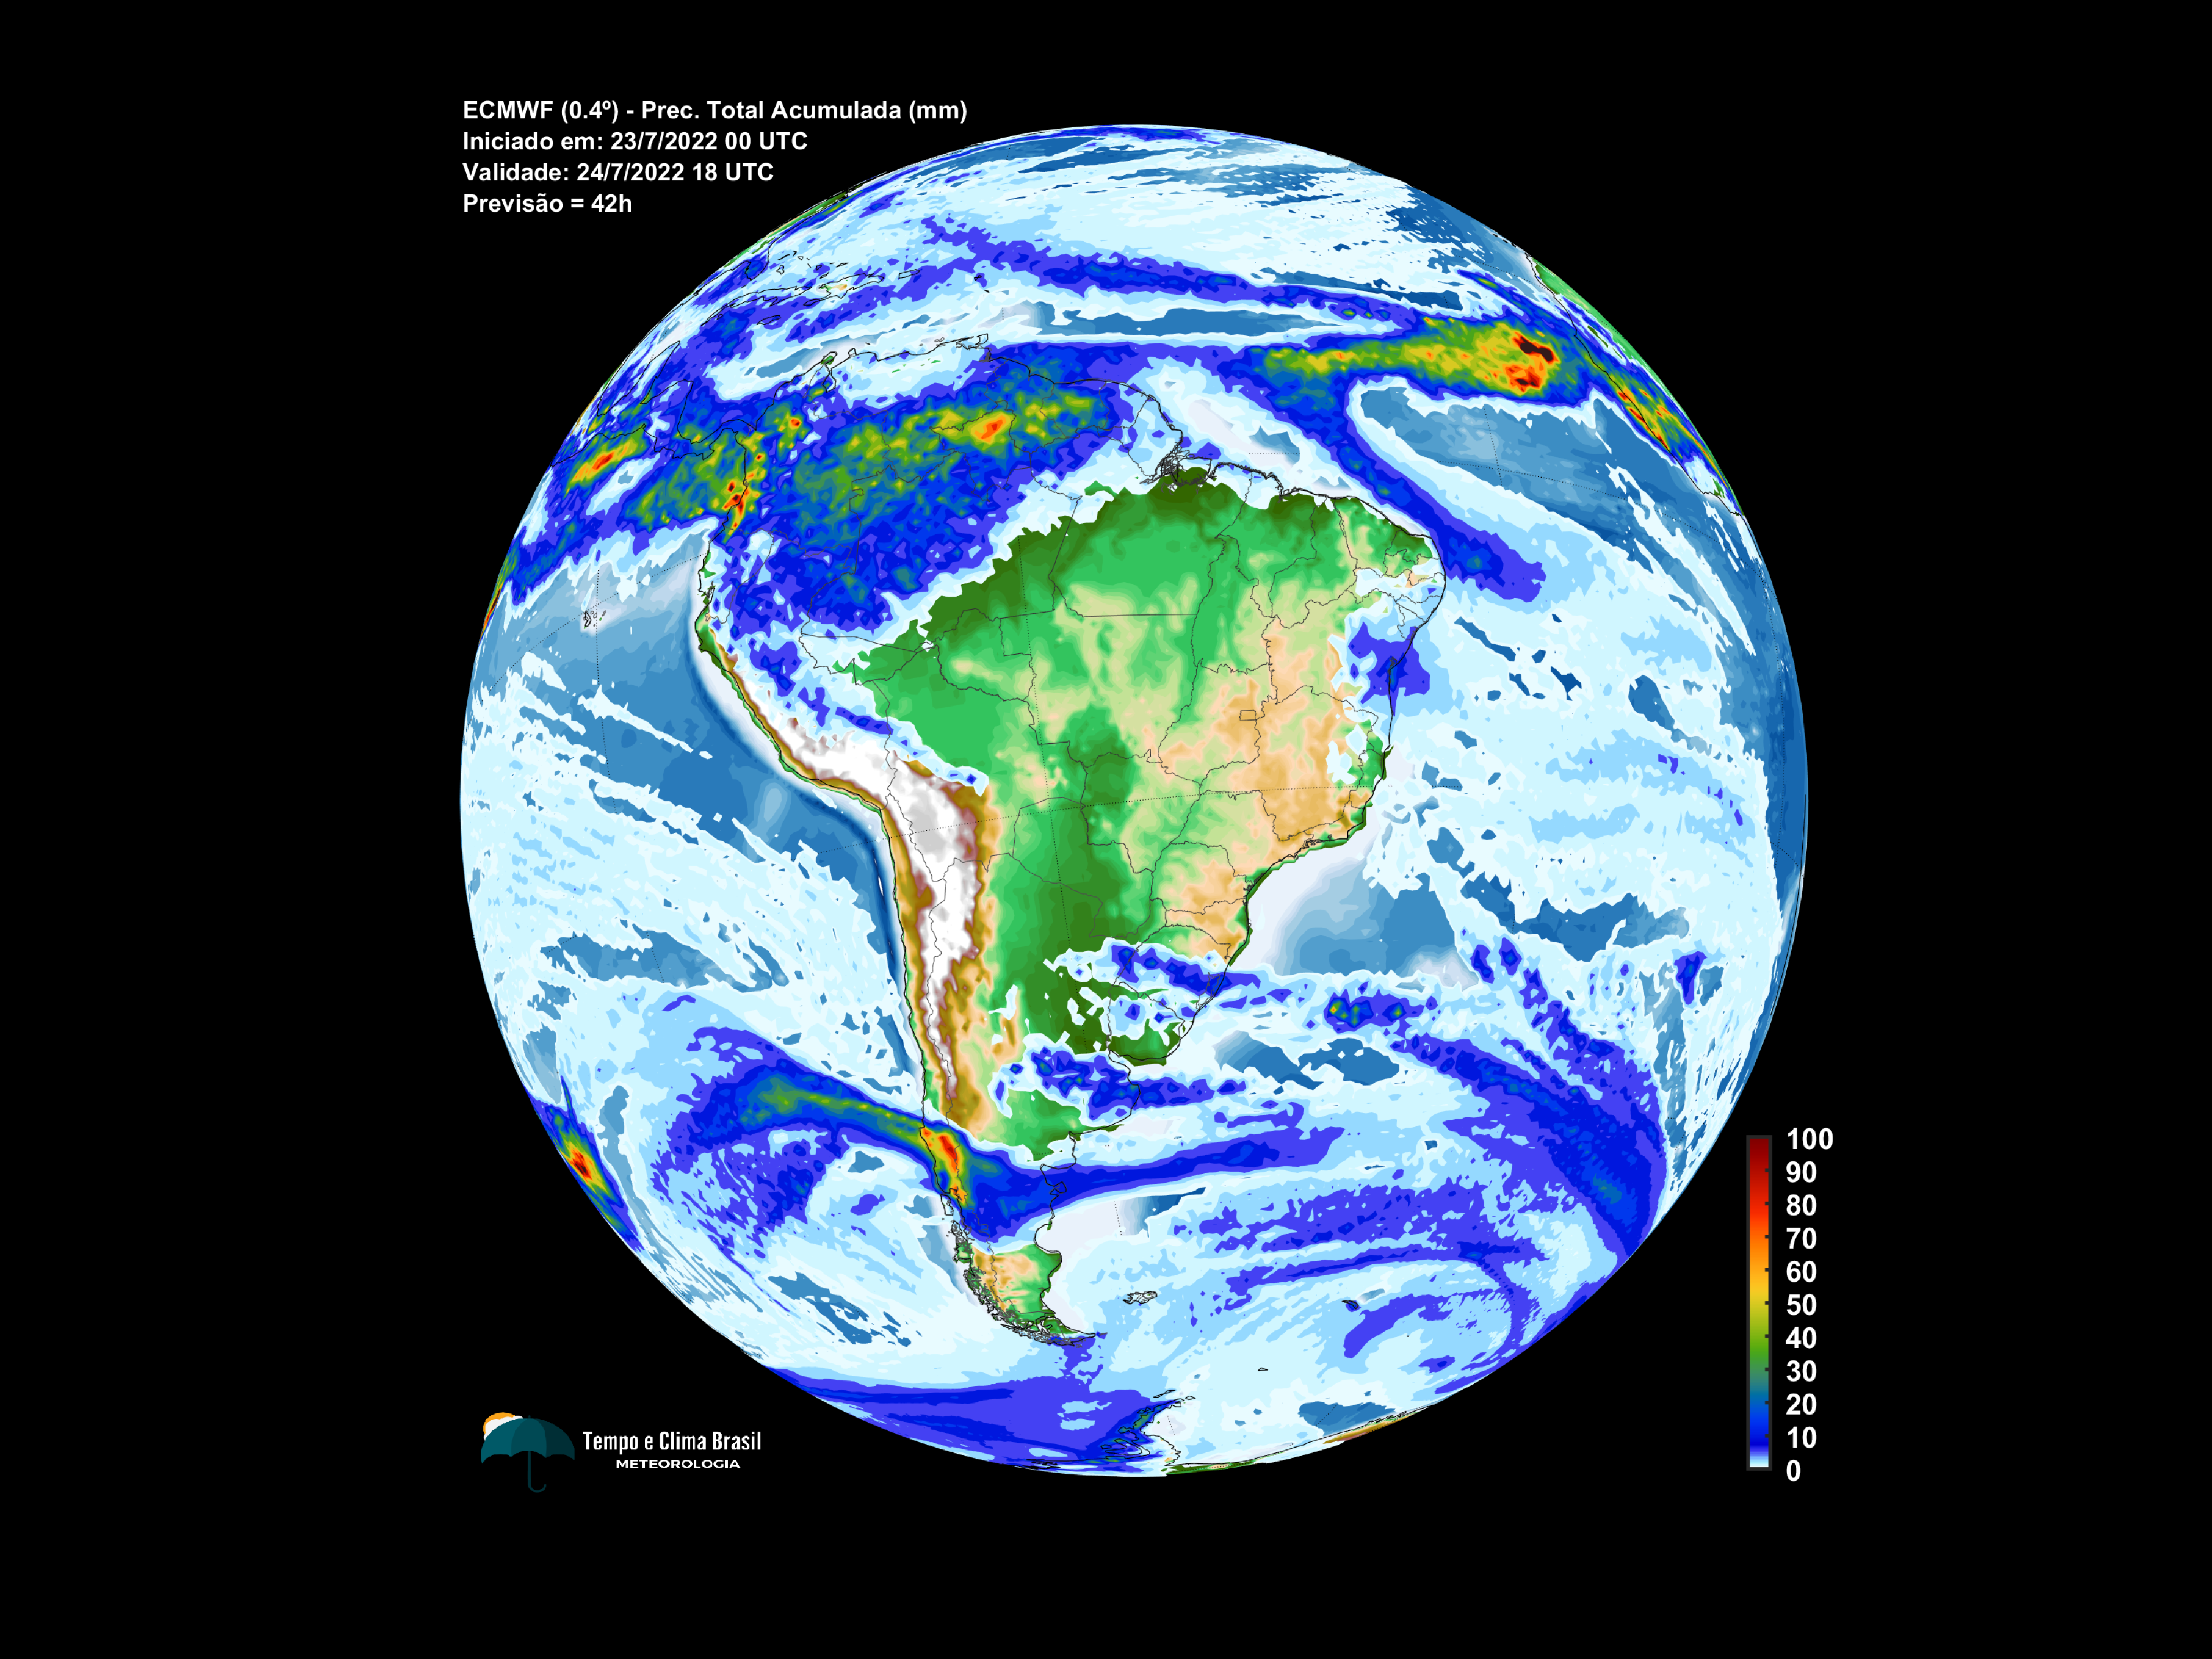 ECMWF (0.4º) - Prec. Total Acumulada (mm)
Iniciado em: 23/7/2022 00 UTC
Validade: 24/7/2022 18 UTC
Previsão = 42h
100
90
80
70
60
50
40
30
20
10
0
Tempo e Clima Brasil
METEOROLOGIA